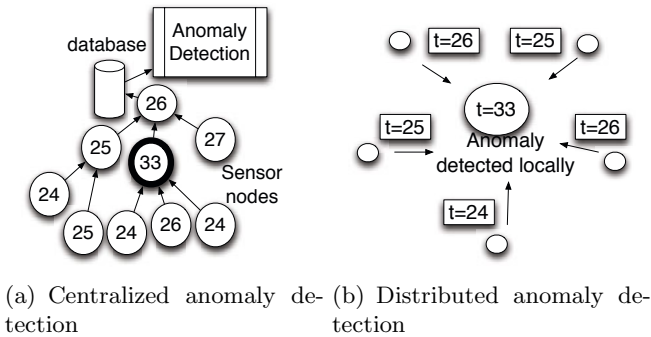 database
Anomaly
Detection
26
25
33
27
24
25
24
26
24
Sensor
nodes
t=26
t=25
t=33
t=25
t=26
Anomaly
detected locally
t=24
(a) Centralized anomaly de-
tection
(b) Distributed anomaly de-
tection